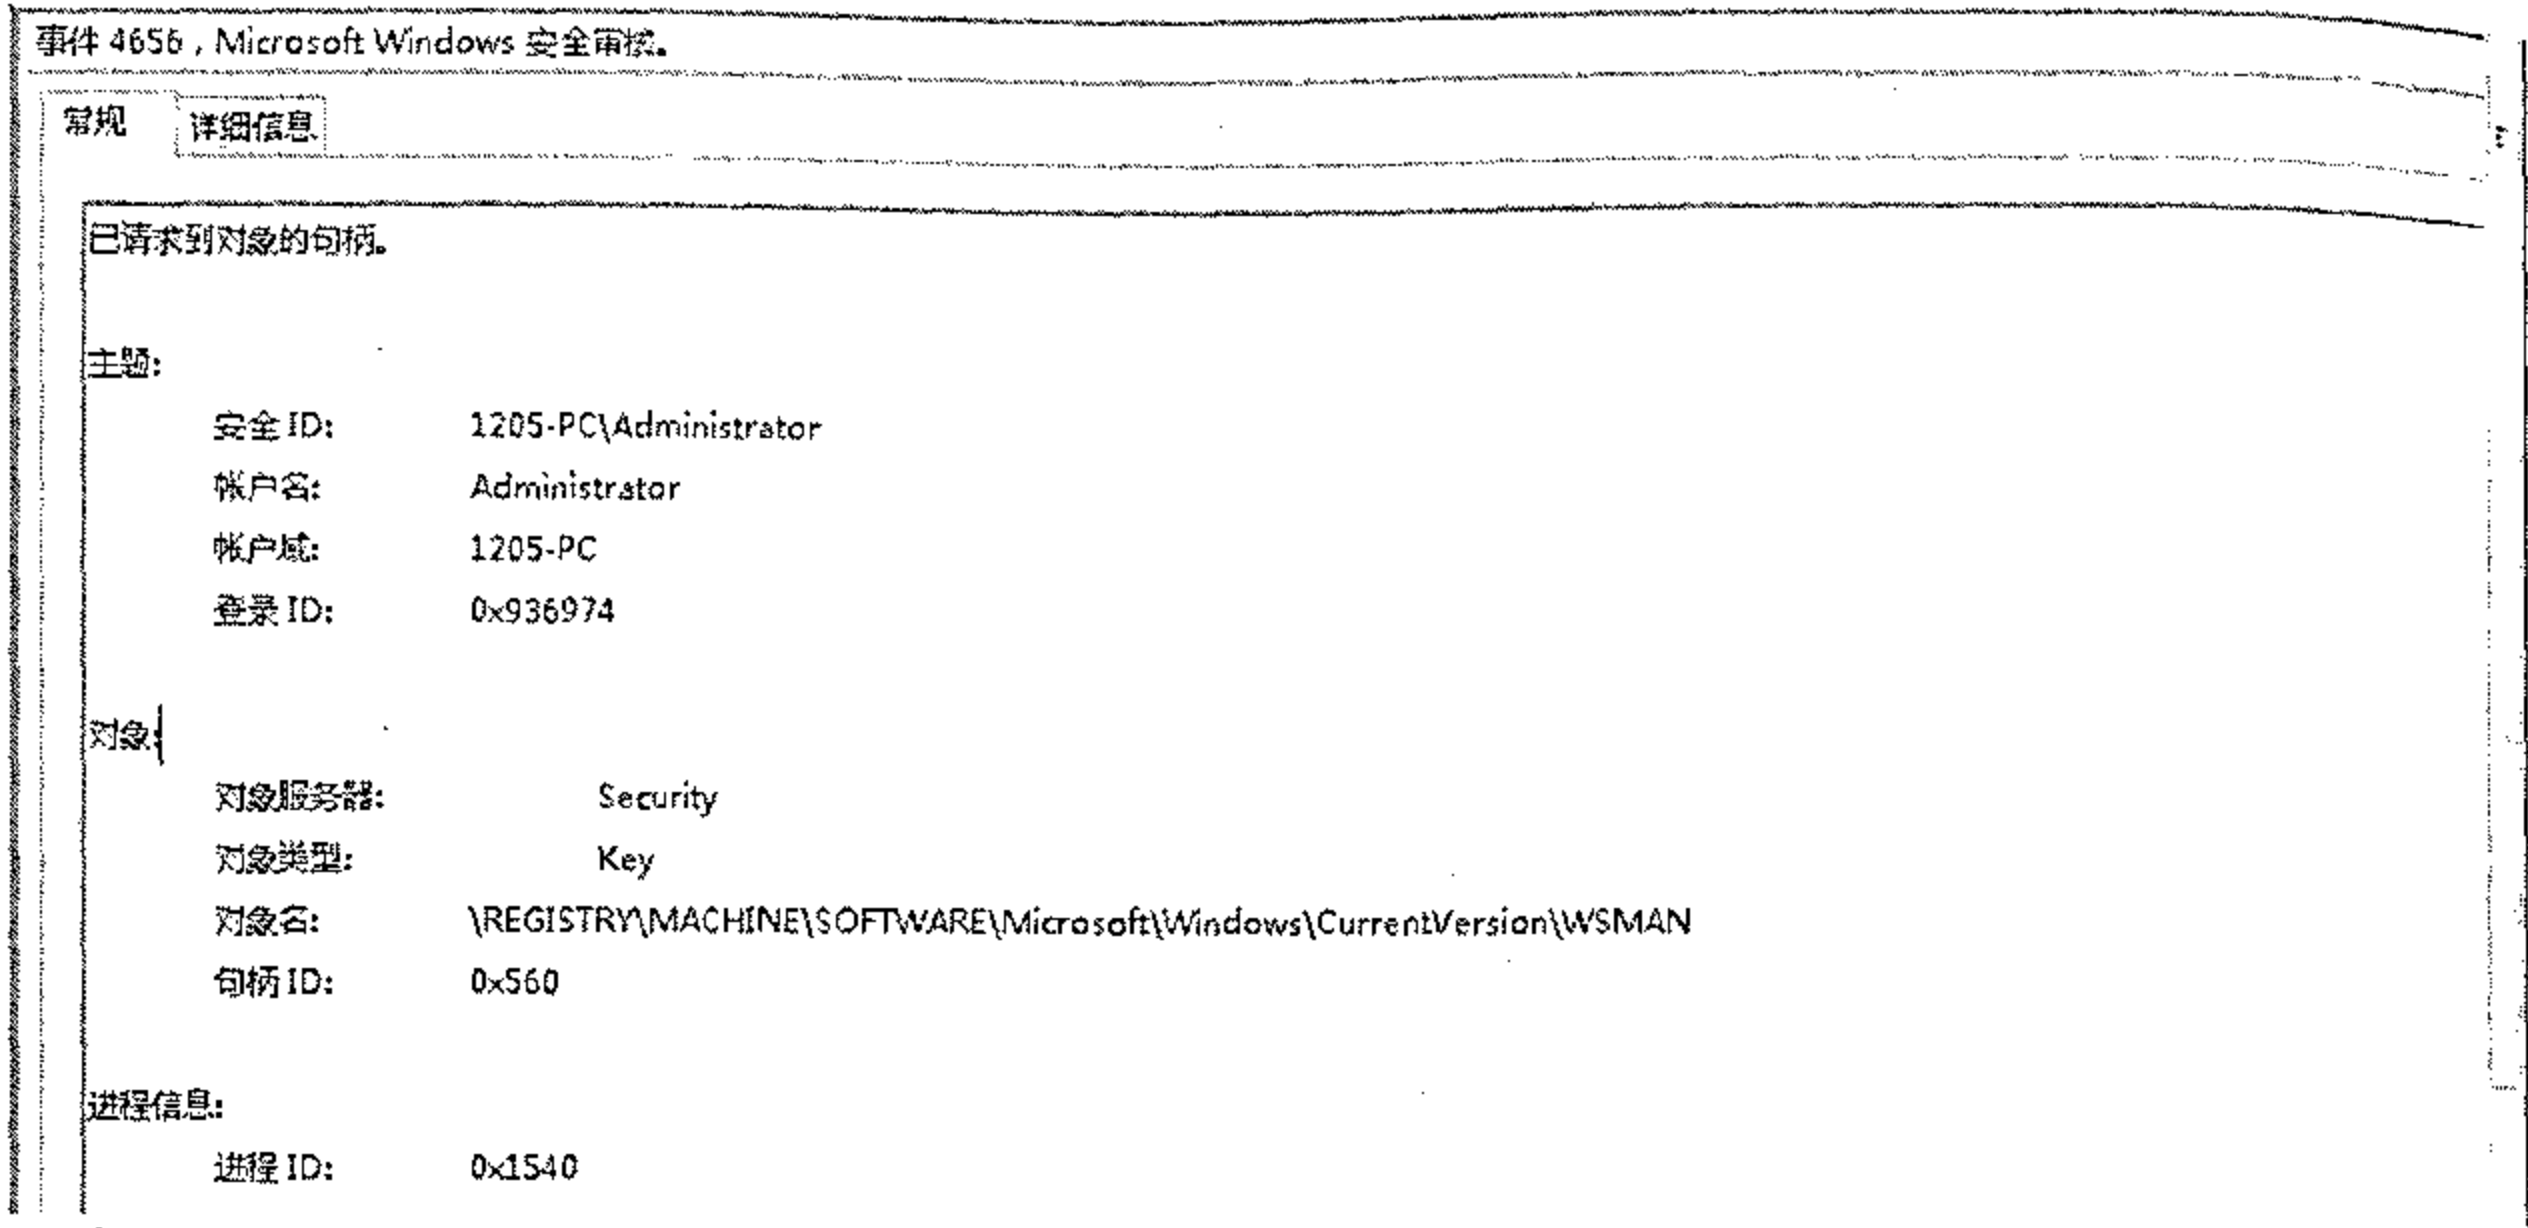 事件 4656 , Microsoft Windows 安全审核。
常规 详细信息
已请求到对象的句柄。
主题:
安全 ID: 1205-PC\Administrator
帐户名: Administrator
帐户域: 1205-PC
登录 ID: 0x936974
对象:
对象服务器: Security
对象类型: Key
对象名: \REGISTRY\MACHINE\SOFTWARE\Microsoft\Windows\CurrentVersion\WSMAN
句柄 ID: 0x560
进程信息:
进程 ID: 0x1540